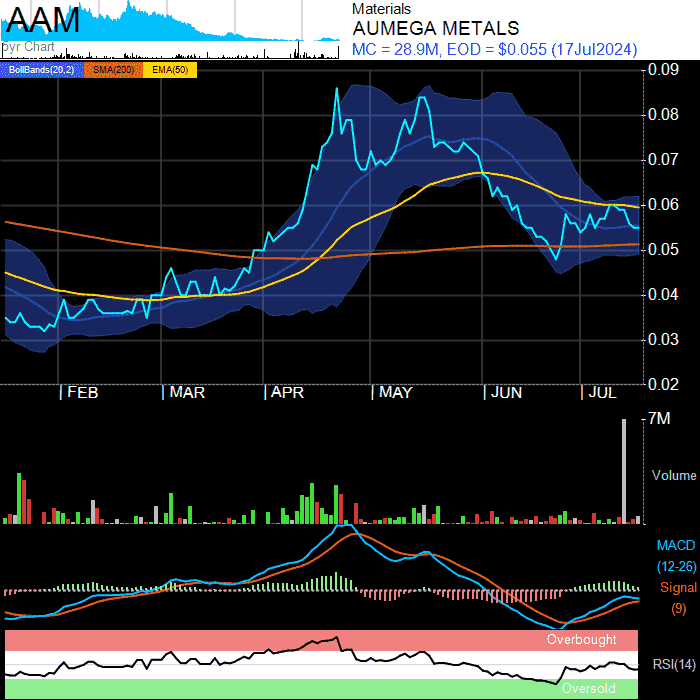 AAM
5yr Chart
Materials
AUMEGA METALS
MC = 28.9M, EOD = $0.055 (17Jul2024)
BollBands(20,2) SMA(200) EMA(50)
0.09
0.08
0.07
0.06
0.05
0.04
0.03
0.02
FEB MAR APR MAY JUN JUL
7M
Volume
MACD
(12-26)
Signal
(9)
Overbought
RSI(14)
Oversold